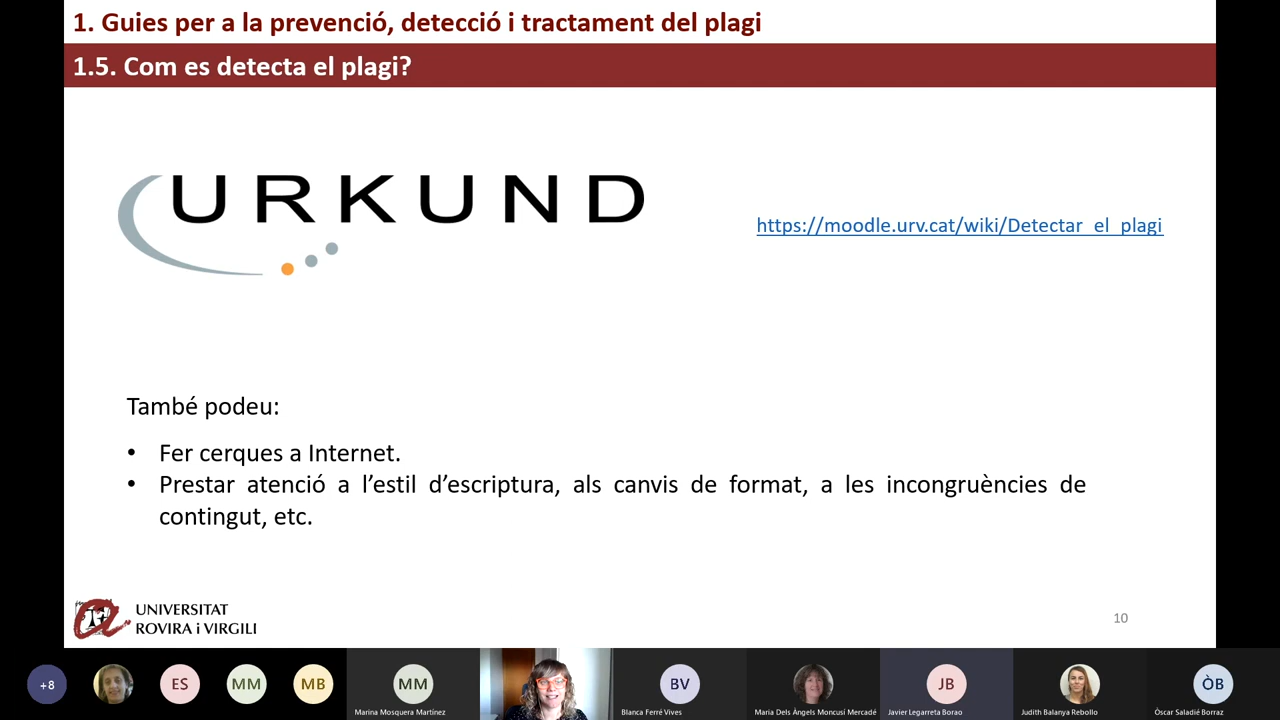 1. Guies per a la prevenció, detecció i tractament del plagi
1.5. Com es detecta el plagi?
URKUND
https://moodle.urv.cat/wiki/Detectar_el_plagi
També podeu:
• Fer cerques a Internet.
• Prestar atenció a l’estil d’escriptura, als canvis de format, a les incongruències de
contingut, etc.
UNIVERSITAT
ROVIRA i VIRGILI
10
+8
ES
MM
MB
MM
BV
JB
ÒB
Marina Mosquera Martínez
Blanca Ferré Vives
Maria Dels Àngels Moncusí Mercadé
Javier Legarreta Borao
Judith Balanya Rebollo
Òscar Saladié Borraz